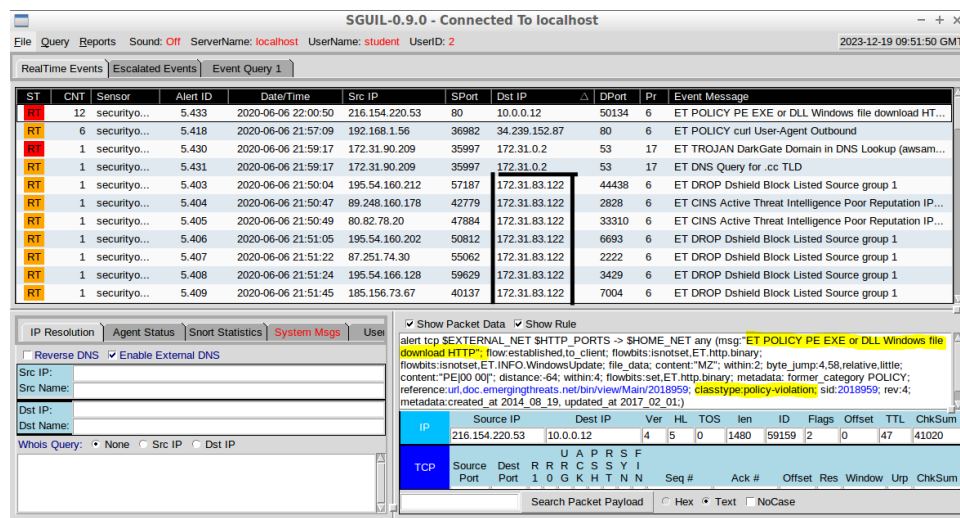 SGUIL-0.9.0 - Connected To localhost
File Query Reports Sound: Off ServerName: localhost UserName: student UserID: 2 2023-12-19 09:51:50 GMT
RealTime Events Escalated Events Event Query 1
ST CNT Sensor Alert ID Date/Time Src IP SPort Dst IP DPort Pr Event Message
RT 12 securityo... 5.433 2020-06-06 22:00:50 216.154.220.53 80 10.0.0.12 50134 6 ET POLICY PE EXE or DLL Windows file download HT...
RT 6 securityo... 5.418 2020-06-06 21:57:09 192.168.1.56 36982 34.239.152.87 80 6 ET POLICY curl User-Agent Outbound
RT 1 securityo... 5.430 2020-06-06 21:59:17 172.31.90.209 35997 172.31.0.2 53 17 ET TROJAN DarkGate Domain in DNS Lookup (awsam...
RT 1 securityo... 5.431 2020-06-06 21:59:17 172.31.90.209 35997 172.31.0.2 53 17 ET DNS Query for .cc TLD
RT 1 securityo... 5.403 2020-06-06 21:50:04 195.54.160.212 57187 172.31.83.122 44438 6 ET DROP Dshield Block Listed Source group 1
RT 1 securityo... 5.404 2020-06-06 21:50:47 89.248.160.178 42779 172.31.83.122 2828 6 ET CINS Active Threat Intelligence Poor Reputation IP...
RT 1 securityo... 5.405 2020-06-06 21:50:49 80.82.78.20 47884 172.31.83.122 33310 6 ET CINS Active Threat Intelligence Poor Reputation IP...
RT 1 securityo... 5.406 2020-06-06 21:51:05 195.54.160.202 50812 172.31.83.122 6693 6 ET DROP Dshield Block Listed Source group 1
RT 1 securityo... 5.407 2020-06-06 21:51:22 87.251.74.30 55062 172.31.83.122 2222 6 ET DROP Dshield Block Listed Source group 1
RT 1 securityo... 5.408 2020-06-06 21:51:24 195.54.166.128 59629 172.31.83.122 3429 6 ET DROP Dshield Block Listed Source group 1
RT 1 securityo... 5.409 2020-06-06 21:51:45 185.156.73.67 40137 172.31.83.122 7004 6 ET DROP Dshield Block Listed Source group 1
IP Resolution Agent Status Snort Statistics System Msgs User
Reverse DNS Enable External DNS
Src IP:
Src Name:
Dst IP:
Dst Name:
Whois Query: None Src IP Dst IP
Show Packet Data Show Rule
alert tcp $EXTERNAL_NET $HTTP_PORTS -> $HOME_NET any (msg:"ET POLICY PE EXE or DLL Windows file
download HTTP"; flow:established,to_client; flowbits:isnotset,ET.http.binary;
flowbits:isnotset,ET.INFO.WindowsUpdate; file_data; content:"MZ"; within:2; byte_jump:4,58,relative,little;
content:"PE|00 00|"; distance:-64; within:4; flowbits:set,ET.http.binary; metadata: former_category POLICY;
reference:url,doc.emergingthreats.net/bin/view/Main/2018959; classtype:policy-violation; sid:2018959; rev:4;
metadata:created_at 2014_08_19, updated_at 2017_02_01;)
IP Source IP Dest IP Ver HL TOS len ID Flags Offset TTL ChkSum
216.154.220.53 10.0.0.12 4 5 0 1480 59159 2 0 47 41020
U A P R S F
TCP Source Dest R R R C S S Y I
Port Port 1 0 G K H T N N Seq # Ack # Offset Res Window Urp ChkSum
Search Packet Payload Hex Text NoCase